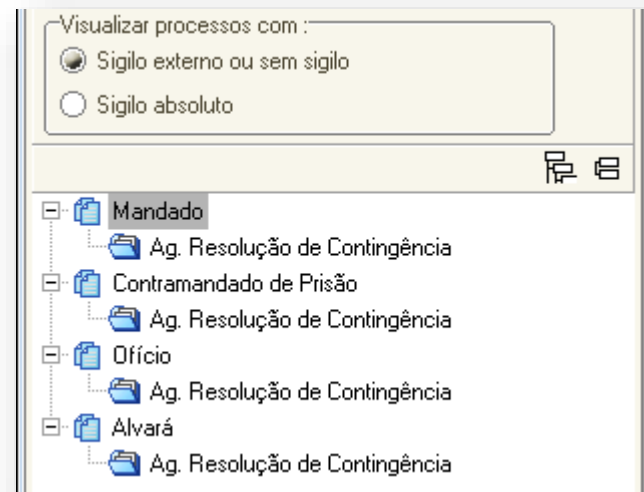 Visualizar processos com :
Sigilo externo ou sem sigilo
Sigilo absoluto
Mandado
Ag. Resolução de Contingência
Contramandado de Prisão
Ag. Resolução de Contingência
Ofício
Ag. Resolução de Contingência
Alvará
Ag. Resolução de Contingência